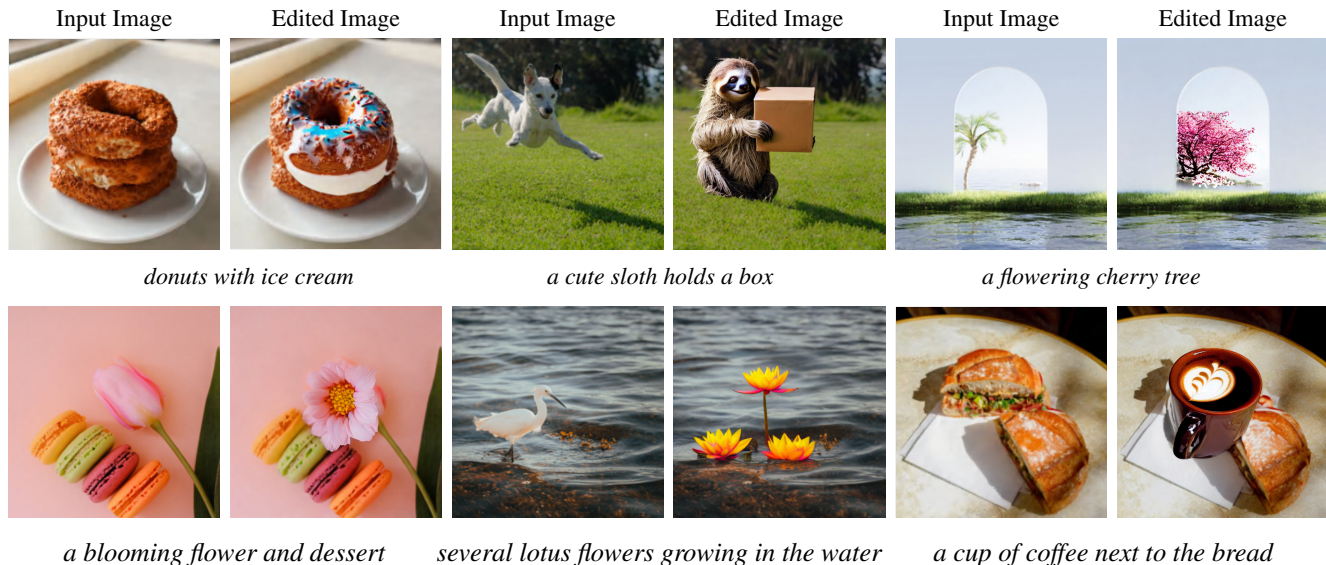 Input Image Edited Image Input Image Edited Image Input Image Edited Image
donuts with ice cream a cute sloth holds a box a flowering cherry tree
a blooming flower and dessert several lotus flowers growing in the water a cup of coffee next to the bread